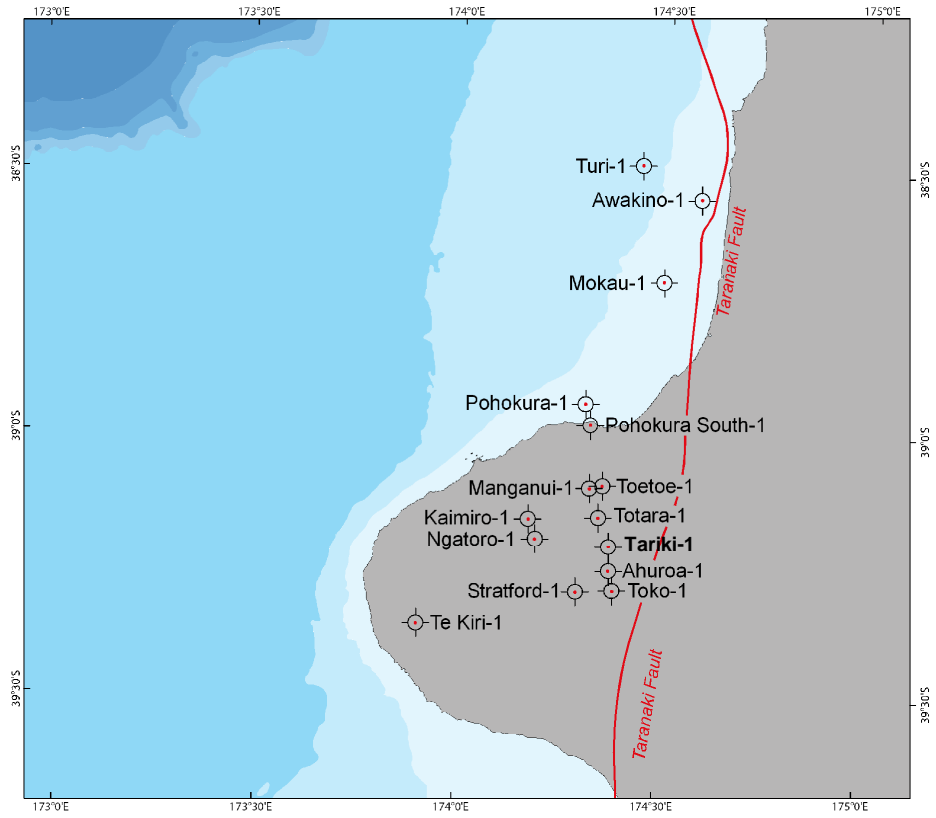 173°0'E
173°30'E
174°0'E
174°30'E
175°0'E
38°30'S
38°30'S
Turi-1
Awakino-1
Taranaki Fault
Mokau-1
Pohokura-1
39°0'S
Pohokura South-1
39°0'S
Manganui-1
Toetoe-1
Kaimiro-1
Totara-1
Ngatoro-1
Tariki-1
Ahuroa-1
Stratford-1
Toko-1
Te Kiri-1
39°30'S
Taranaki Fault
39°30'S
173°0'E
173°30'E
174°0'E
174°30'E
175°0'E